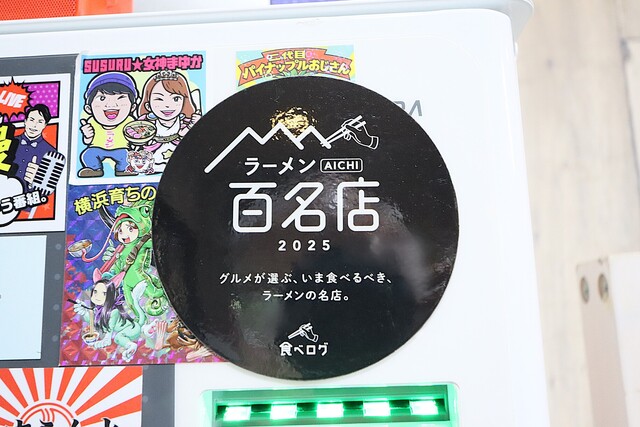 SUSURU★女神まはか
二代目
パイナップルおじさん
LIVE
う番組。
横浜育ちの
ラーメン AICHI
百名店
2025
グルメが選ぶ、いま食べるべき、
ラーメンの名店。
食べログ